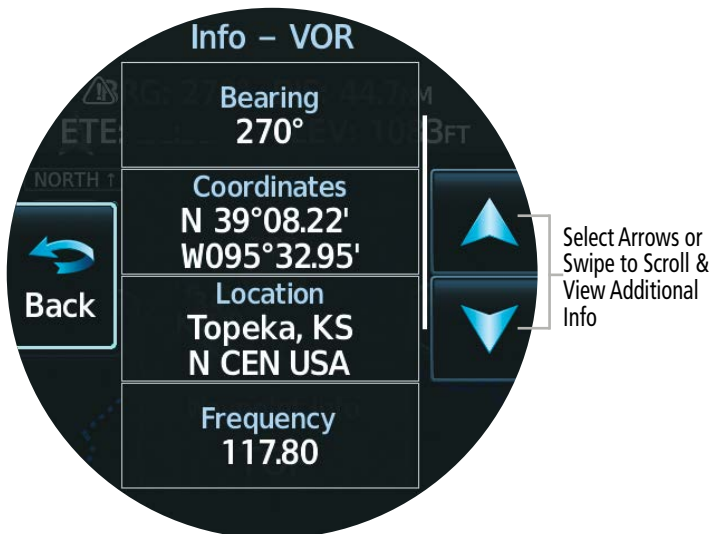 Info – VOR
Bearing
270°
Coordinates
N 39°08.22'
W095°32.95'
Location
Topeka, KS
N CEN USA
Frequency
117.80
NORTH ↑
ETE:
Back
Select Arrows or
Swipe to Scroll &
View Additional
Info